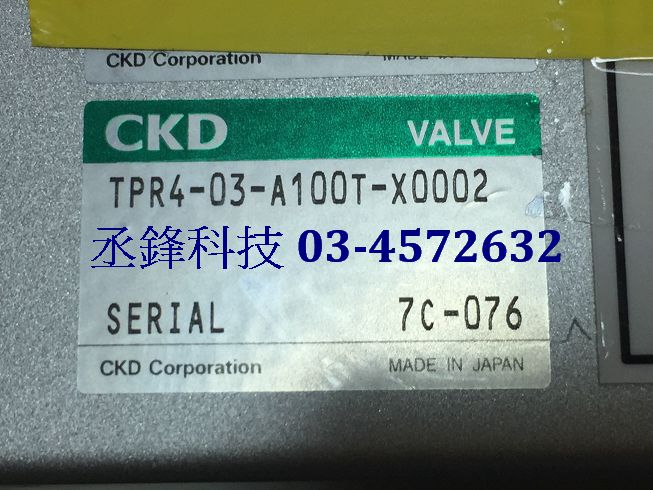 CKD Corporation
CKD VALVE
TPR4-03-A100T-X0002
丞鋒科技 03-4572632
SERIAL 7C-076
CKD Corporation MADE IN JAPAN